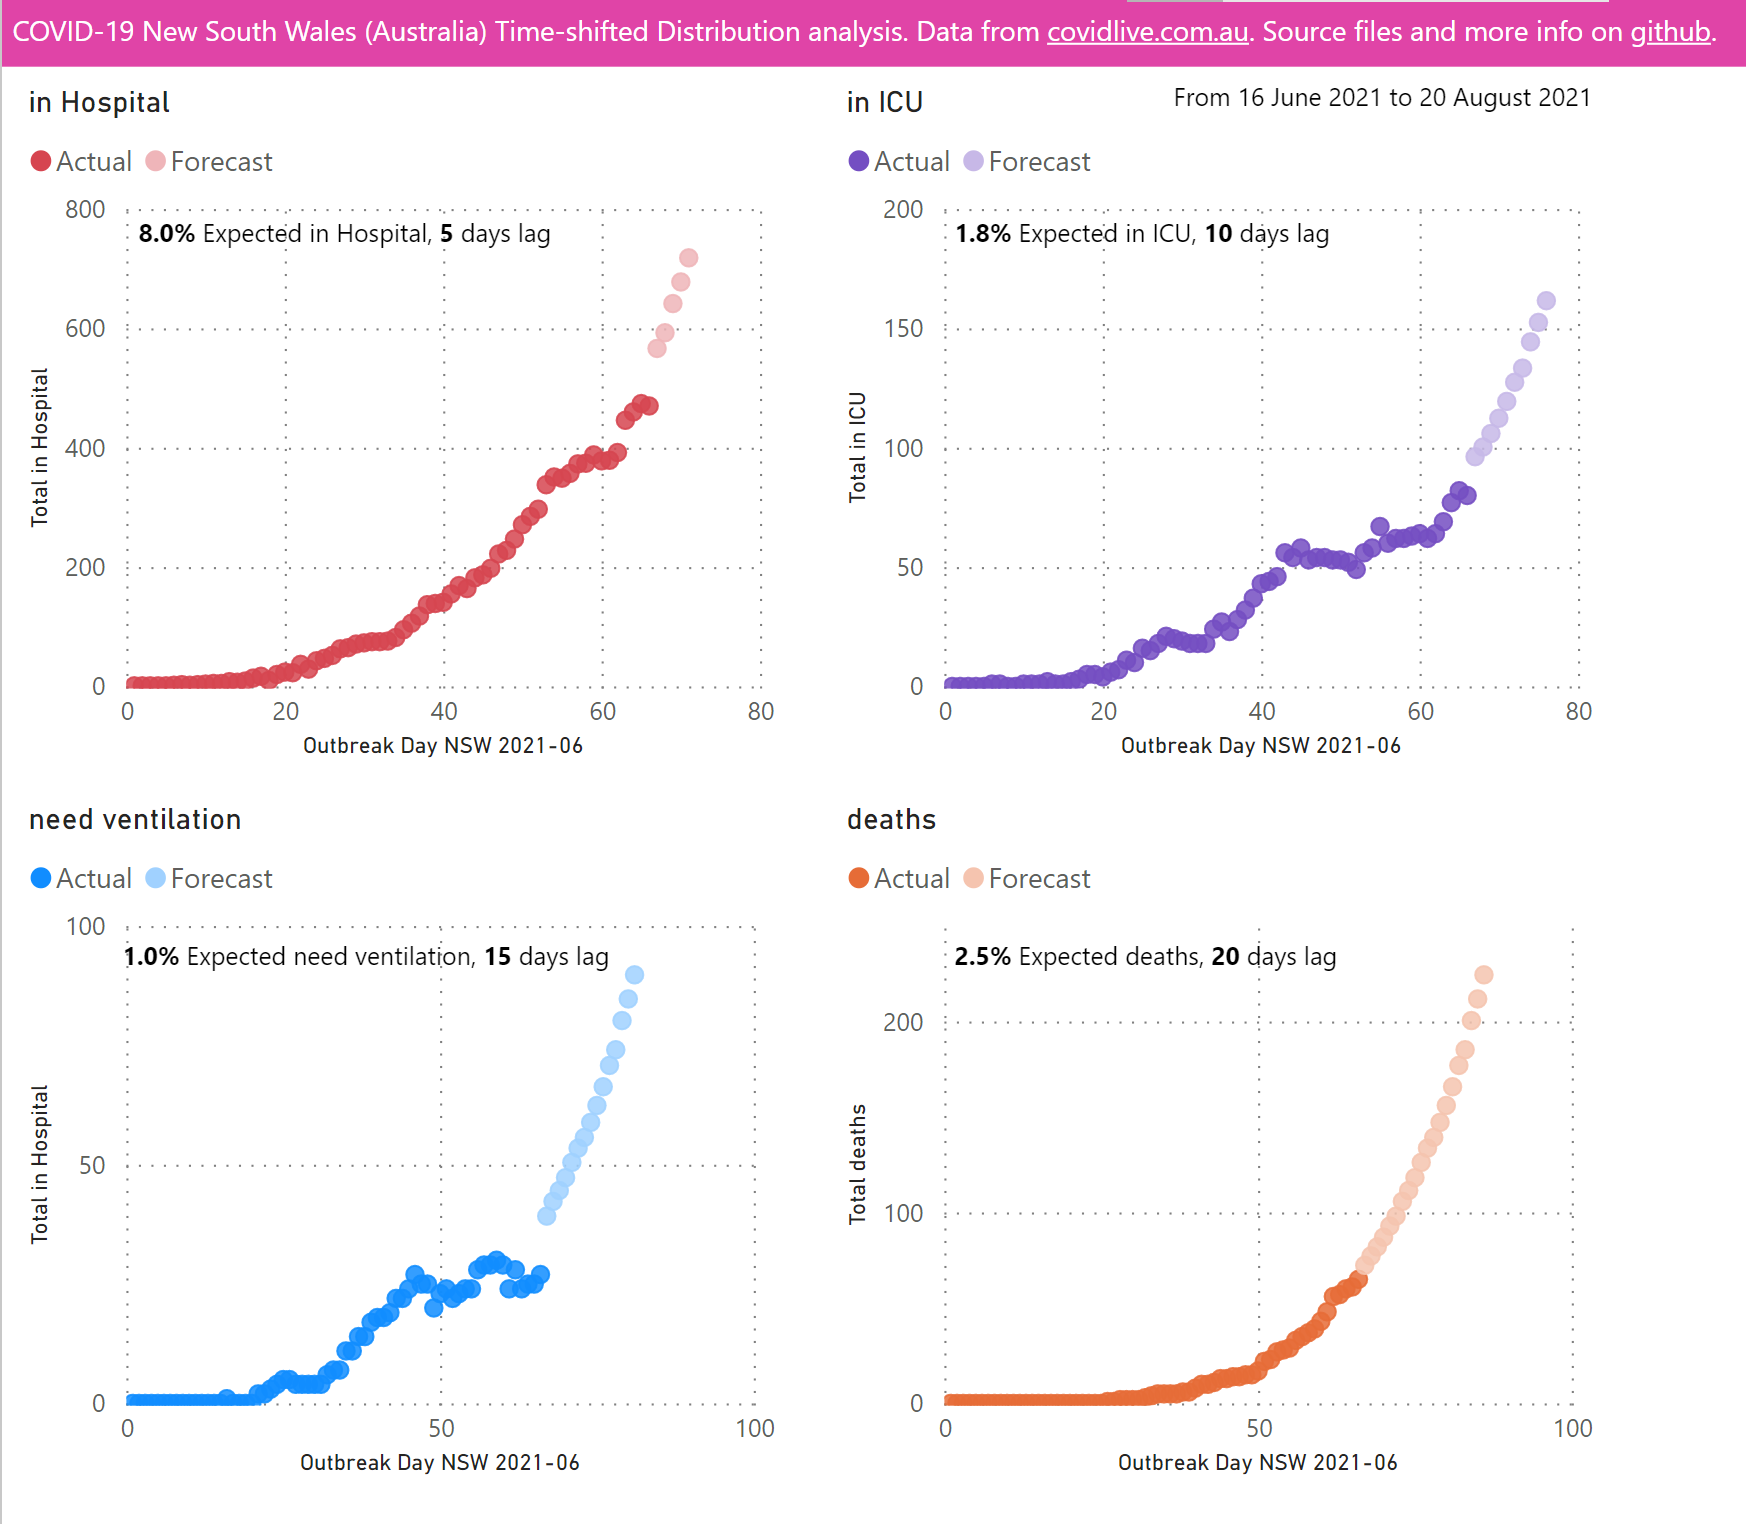 COVID-19 New South Wales (Australia) Time-shifted Distribution analysis. Data from covidlive.com.au. Source files and more info on github.
in Hospital
Actual Forecast
8.0% Expected in Hospital, 5 days lag
Total in Hospital
800
600
400
200
0
0 20 40 60 80
Outbreak Day NSW 2021-06
in ICU
From 16 June 2021 to 20 August 2021
Actual Forecast
1.8% Expected in ICU, 10 days lag
Total in ICU
200
150
100
50
0
0 20 40 60 80
Outbreak Day NSW 2021-06
need ventilation
Actual Forecast
1.0% Expected need ventilation, 15 days lag
Total in Hospital
100
50
0
0 50 100
Outbreak Day NSW 2021-06
deaths
Actual Forecast
2.5% Expected deaths, 20 days lag
Total deaths
200
100
0
0 50 100
Outbreak Day NSW 2021-06